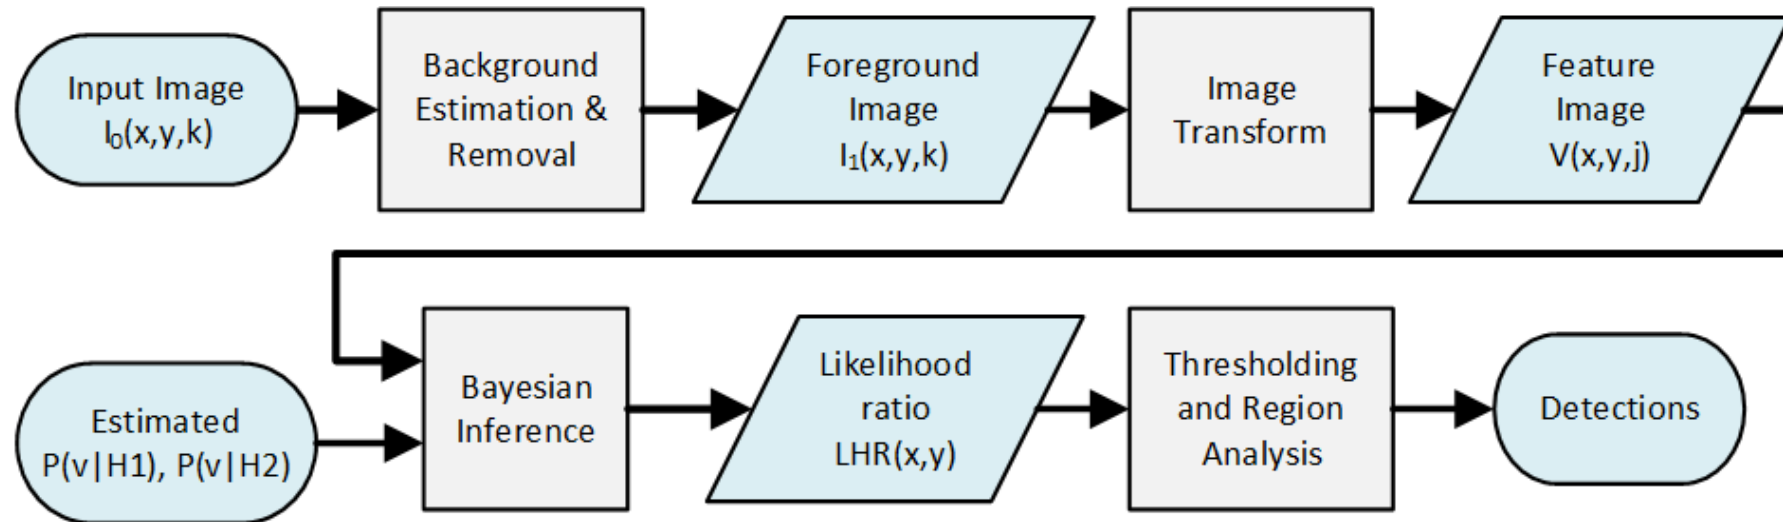 Input Image
I₀(x,y,k)
Background
Estimation &
Removal
Foreground
Image
I₁(x,y,k)
Image
Transform
Feature
Image
V(x,y,j)
Estimated
P(v|H1), P(v|H2)
Bayesian
Inference
Likelihood
ratio
LHR(x,y)
Thresholding
and Region
Analysis
Detections